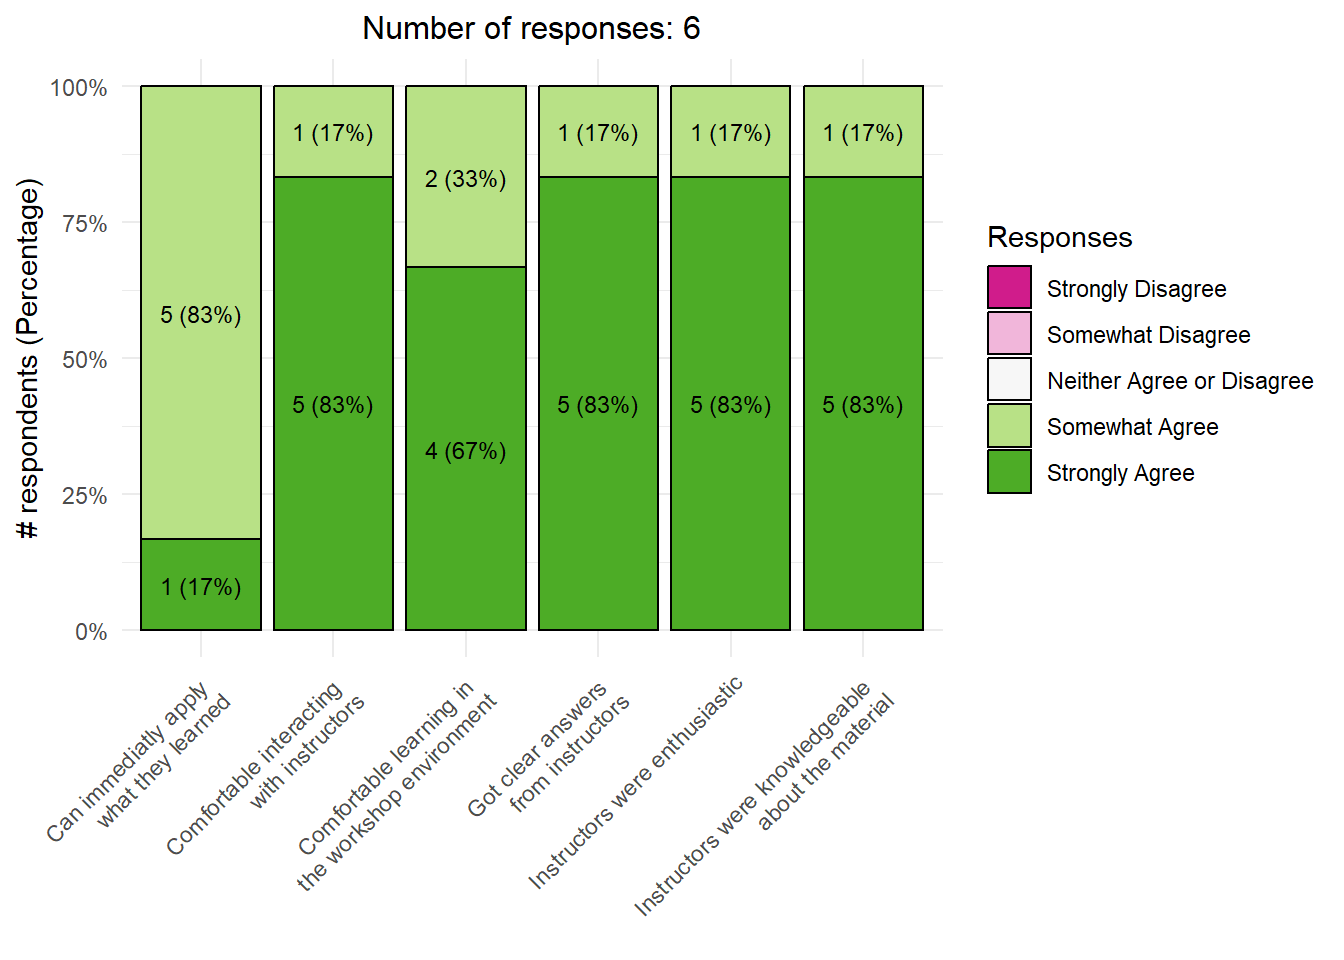 Number of responses: 6
# respondents (Percentage)
100%
75%
50%
25%
0%
5 (83%)
1 (17%)
1 (17%)
5 (83%)
2 (33%)
4 (67%)
1 (17%)
5 (83%)
1 (17%)
5 (83%)
1 (17%)
5 (83%)
Can immediatly apply
what they learned
Comfortable interacting
with instructors
Comfortable learning in
the workshop environment
Got clear answers
from instructors
Instructors were enthusiastic
Instructors were knowledgeable
about the material
Responses
Strongly Disagree
Somewhat Disagree
Neither Agree or Disagree
Somewhat Agree
Strongly Agree